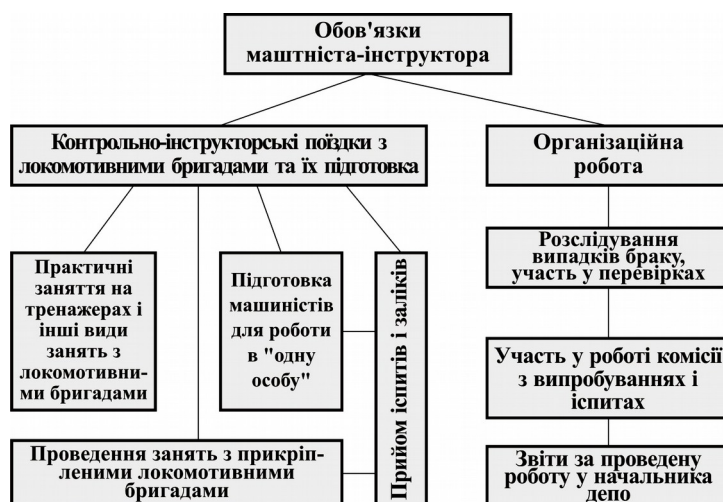 Обов'язки
маштніста-інструктора
Контрольно-інструкторські поїздки з
локомотивними бригадами та їх підготовка
Організаційна
робота
Практичні
заняття на
тренажерах і
інші види
занять з
локомотивни-
ми бригадами
Підготовка
машиністів
для роботи
в "одну
особу"
Прийом іспитів і заліків
Розслідування
випадків браку,
участь у перевірках
Участь у роботі комісії
з випробуваннях і
іспитах
Проведення занять з прикріп-
леними локомотивними
бригадами
Звіти за проведену
роботу у начальника
депо